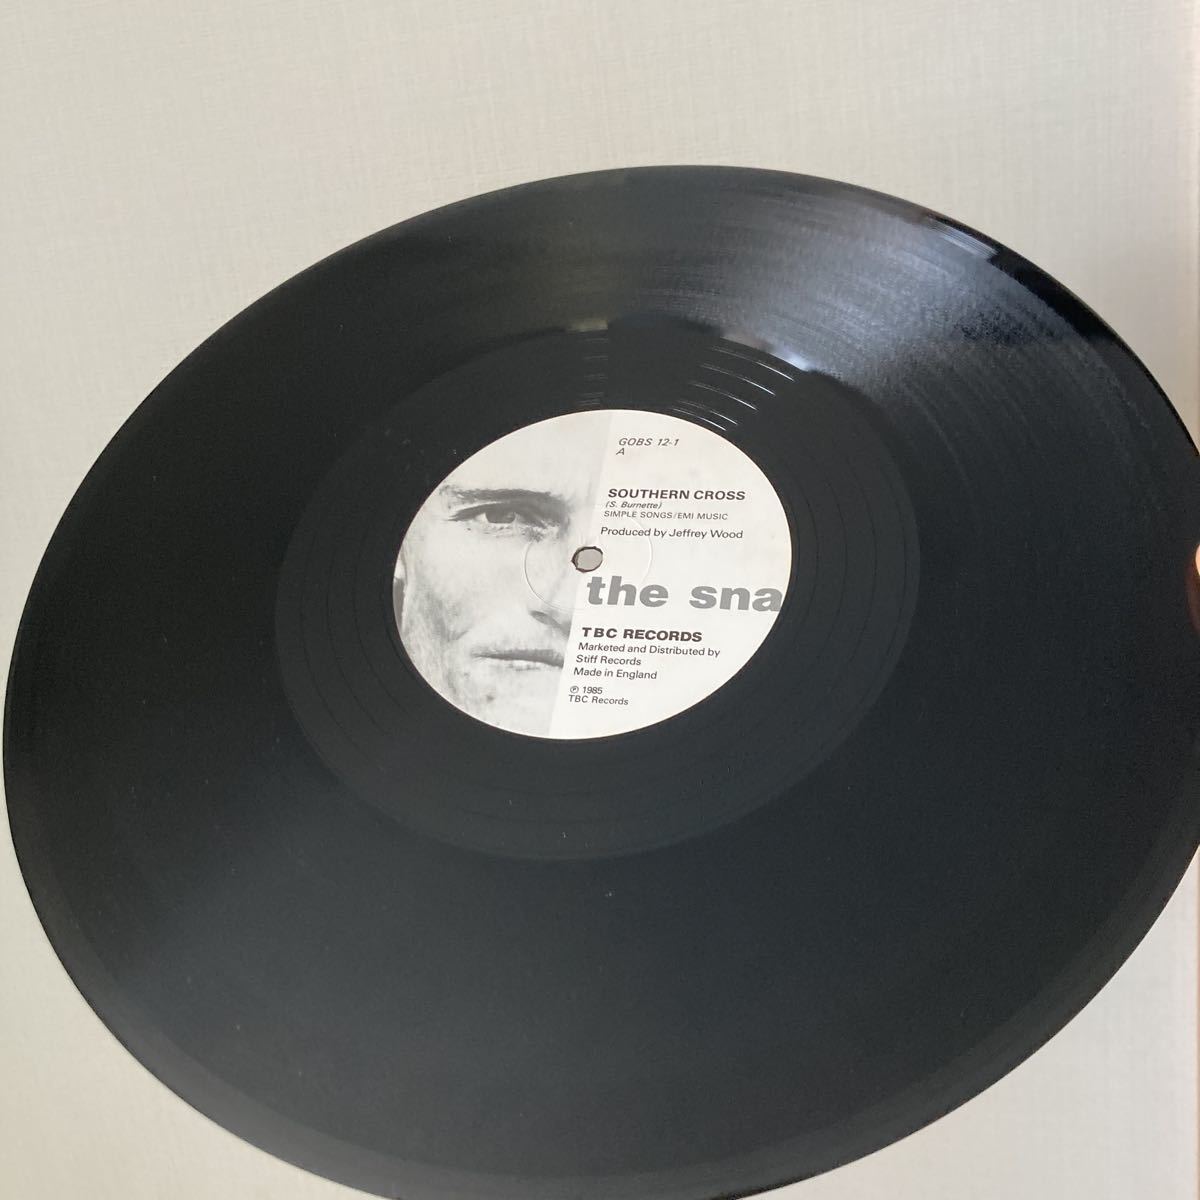 GOBS 12-1
A
SOUTHERN CROSS
(S. Burnette)
SIMPLE SONGS/EMI MUSIC
Produced by Jeffrey Wood
the sna
TBC RECORDS
Marketed and Distributed by
Stiff Records
Made in England
℗ 1985
TBC Records